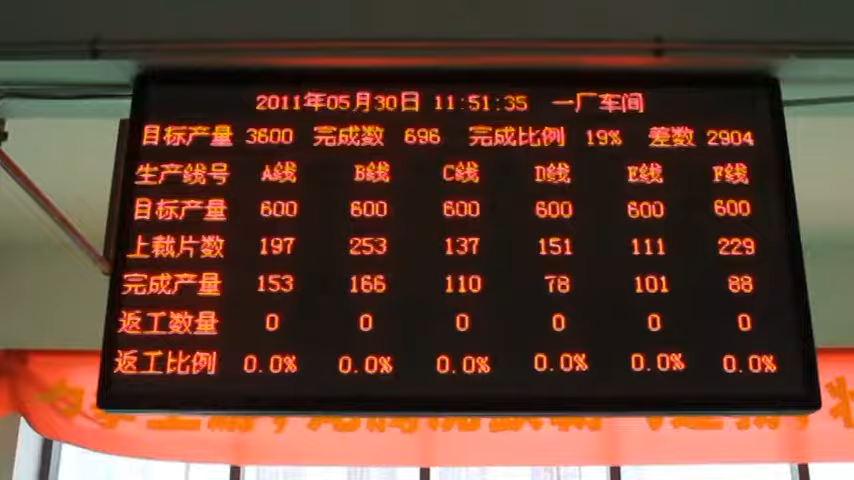 2011年05月30日 11:51:35 一厂车间
目标产量 3600 完成数 696 完成比例 19% 差数 2904
生产线号 A线 B线 C线 D线 E线 F线
目标产量 600 600 600 600 600 600
上裁片数 197 253 137 151 111 229
完成产量 153 166 110 78 101 88
返工数量 0 0 0 0 0 0
返工比例 0.0% 0.0% 0.0% 0.0% 0.0% 0.0%